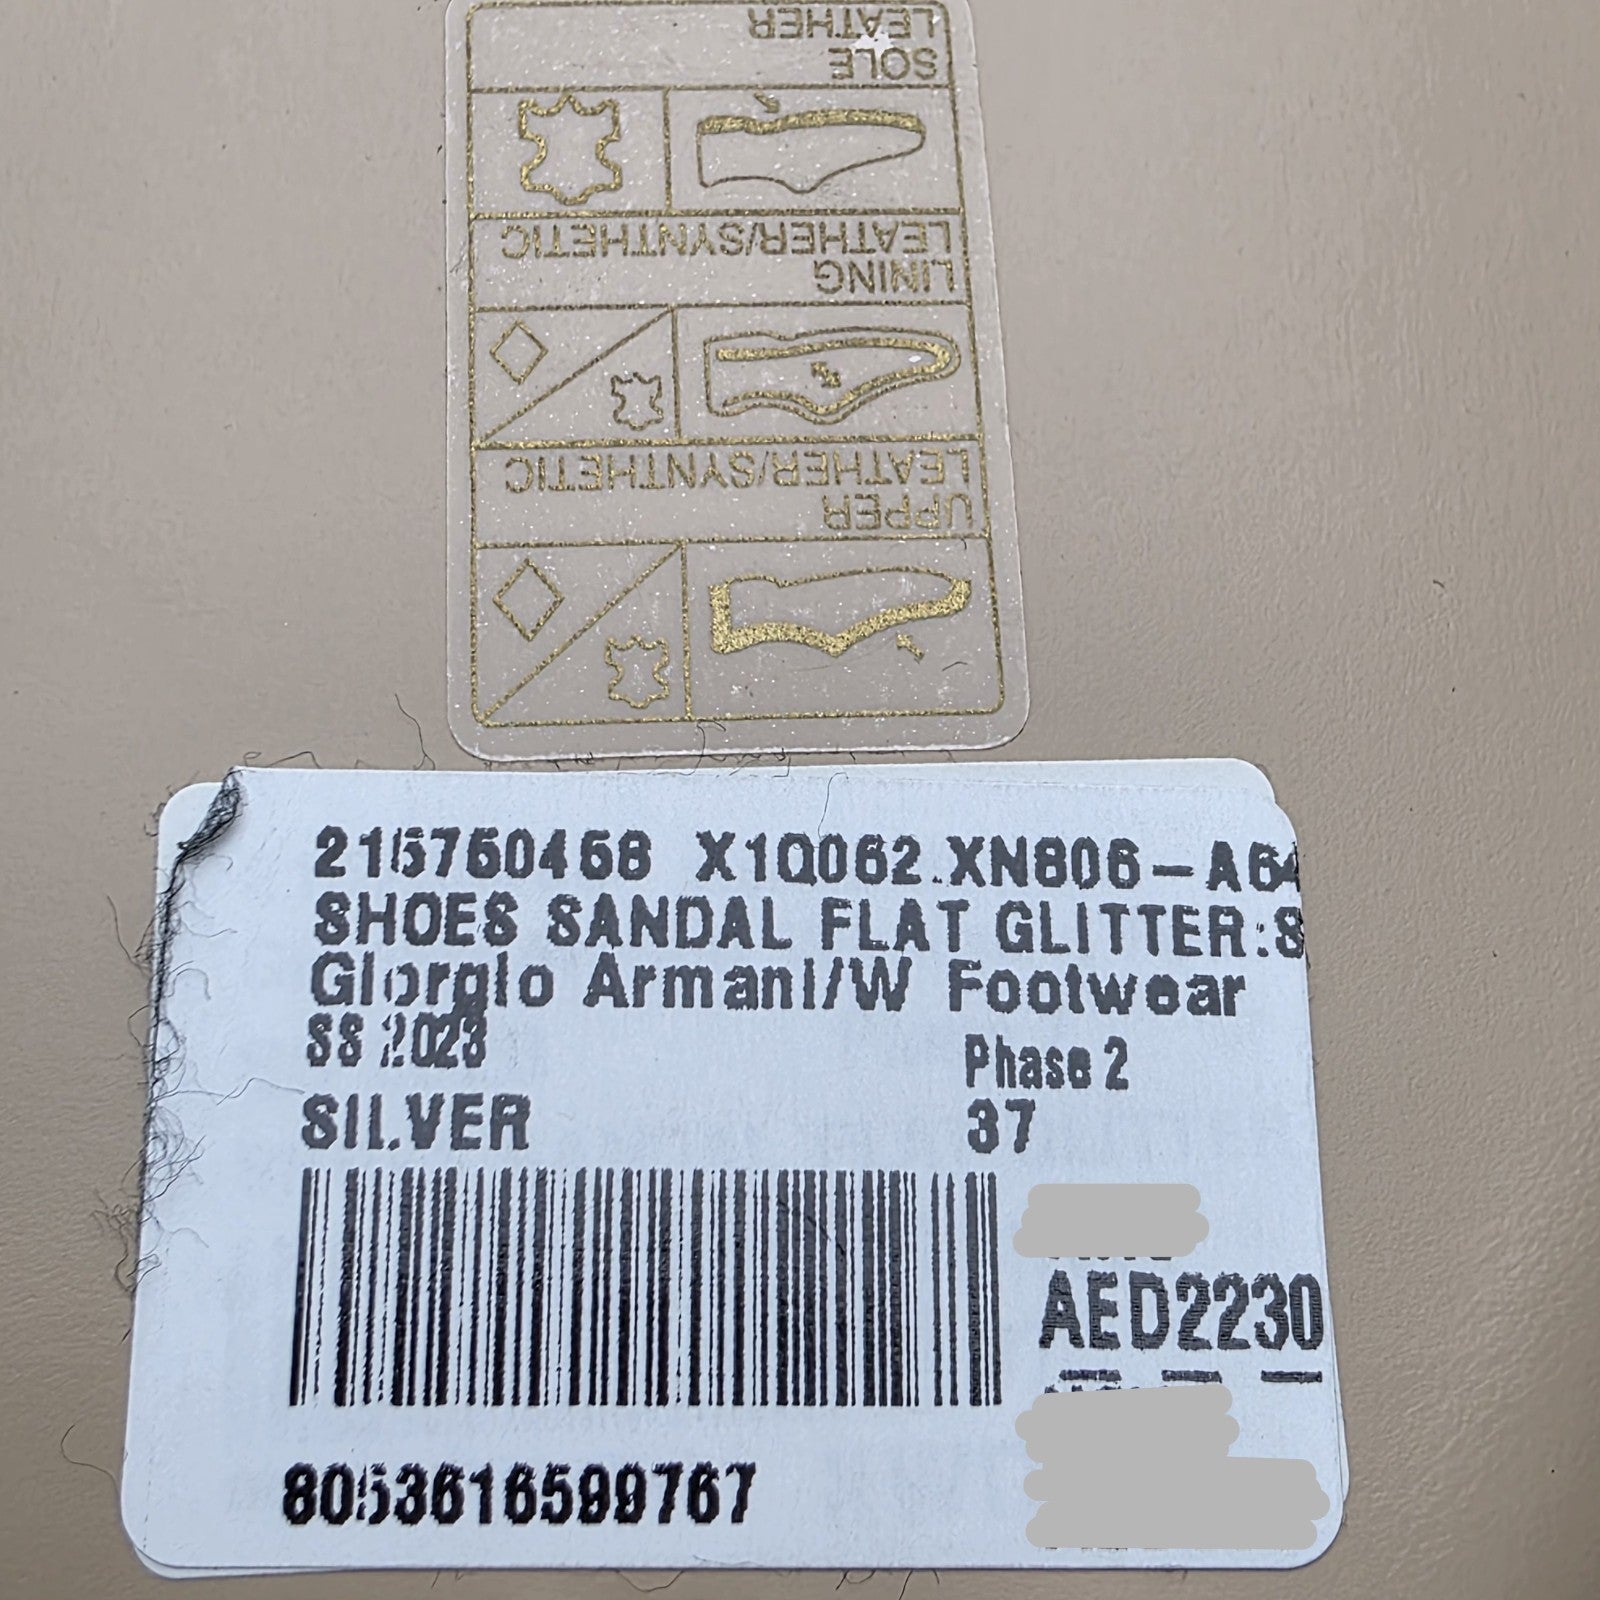 UPPER
LEATHER/SYNTHETIC
LINING
LEATHER/SYNTHETIC
SOLE
LEATHER
215750458 X1Q062.XN806-A64
SHOES SANDAL FLAT GLITTER:S
Giorgio Armani/W Footwear
SS 2023 Phase 2
SILVER 37
AED2230
8053616599767